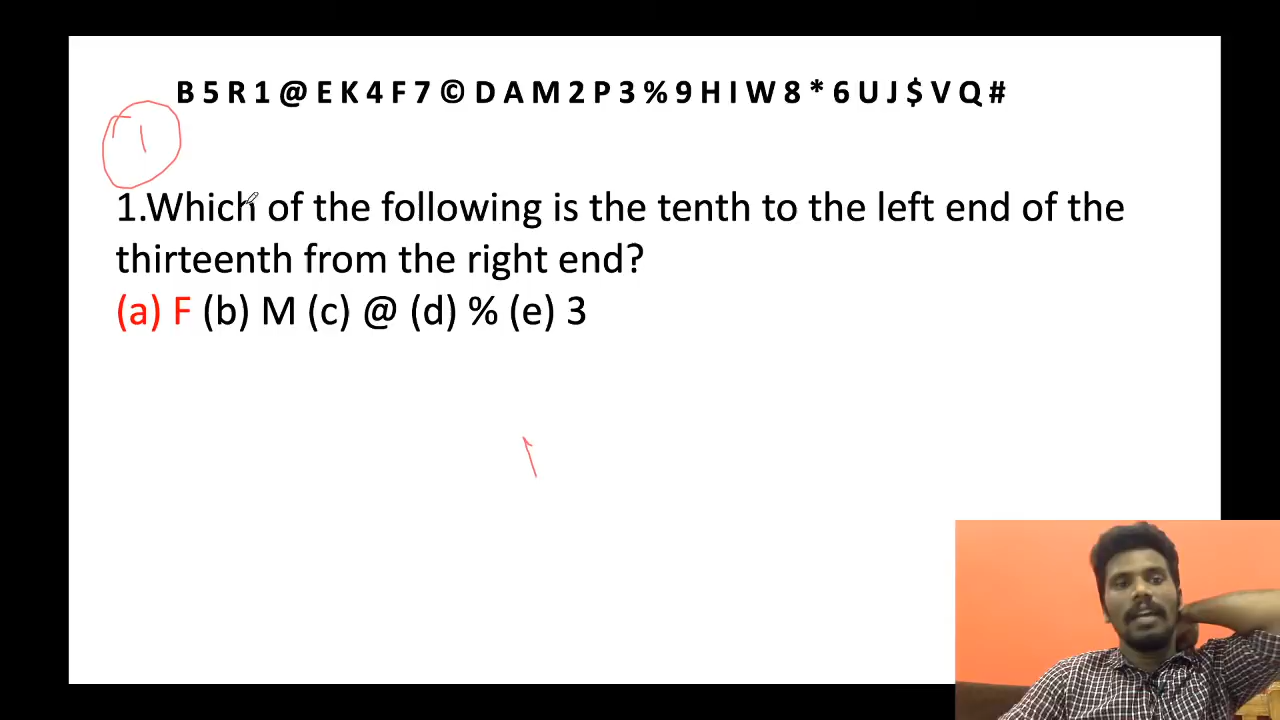 B 5 R 1 @ E K 4 F 7 © D A M 2 P 3 % 9 H I W 8 * 6 U J $ V Q #
1.Which of the following is the tenth to the left end of the
thirteenth from the right end?
(a) F (b) M (c) @ (d) % (e) 3